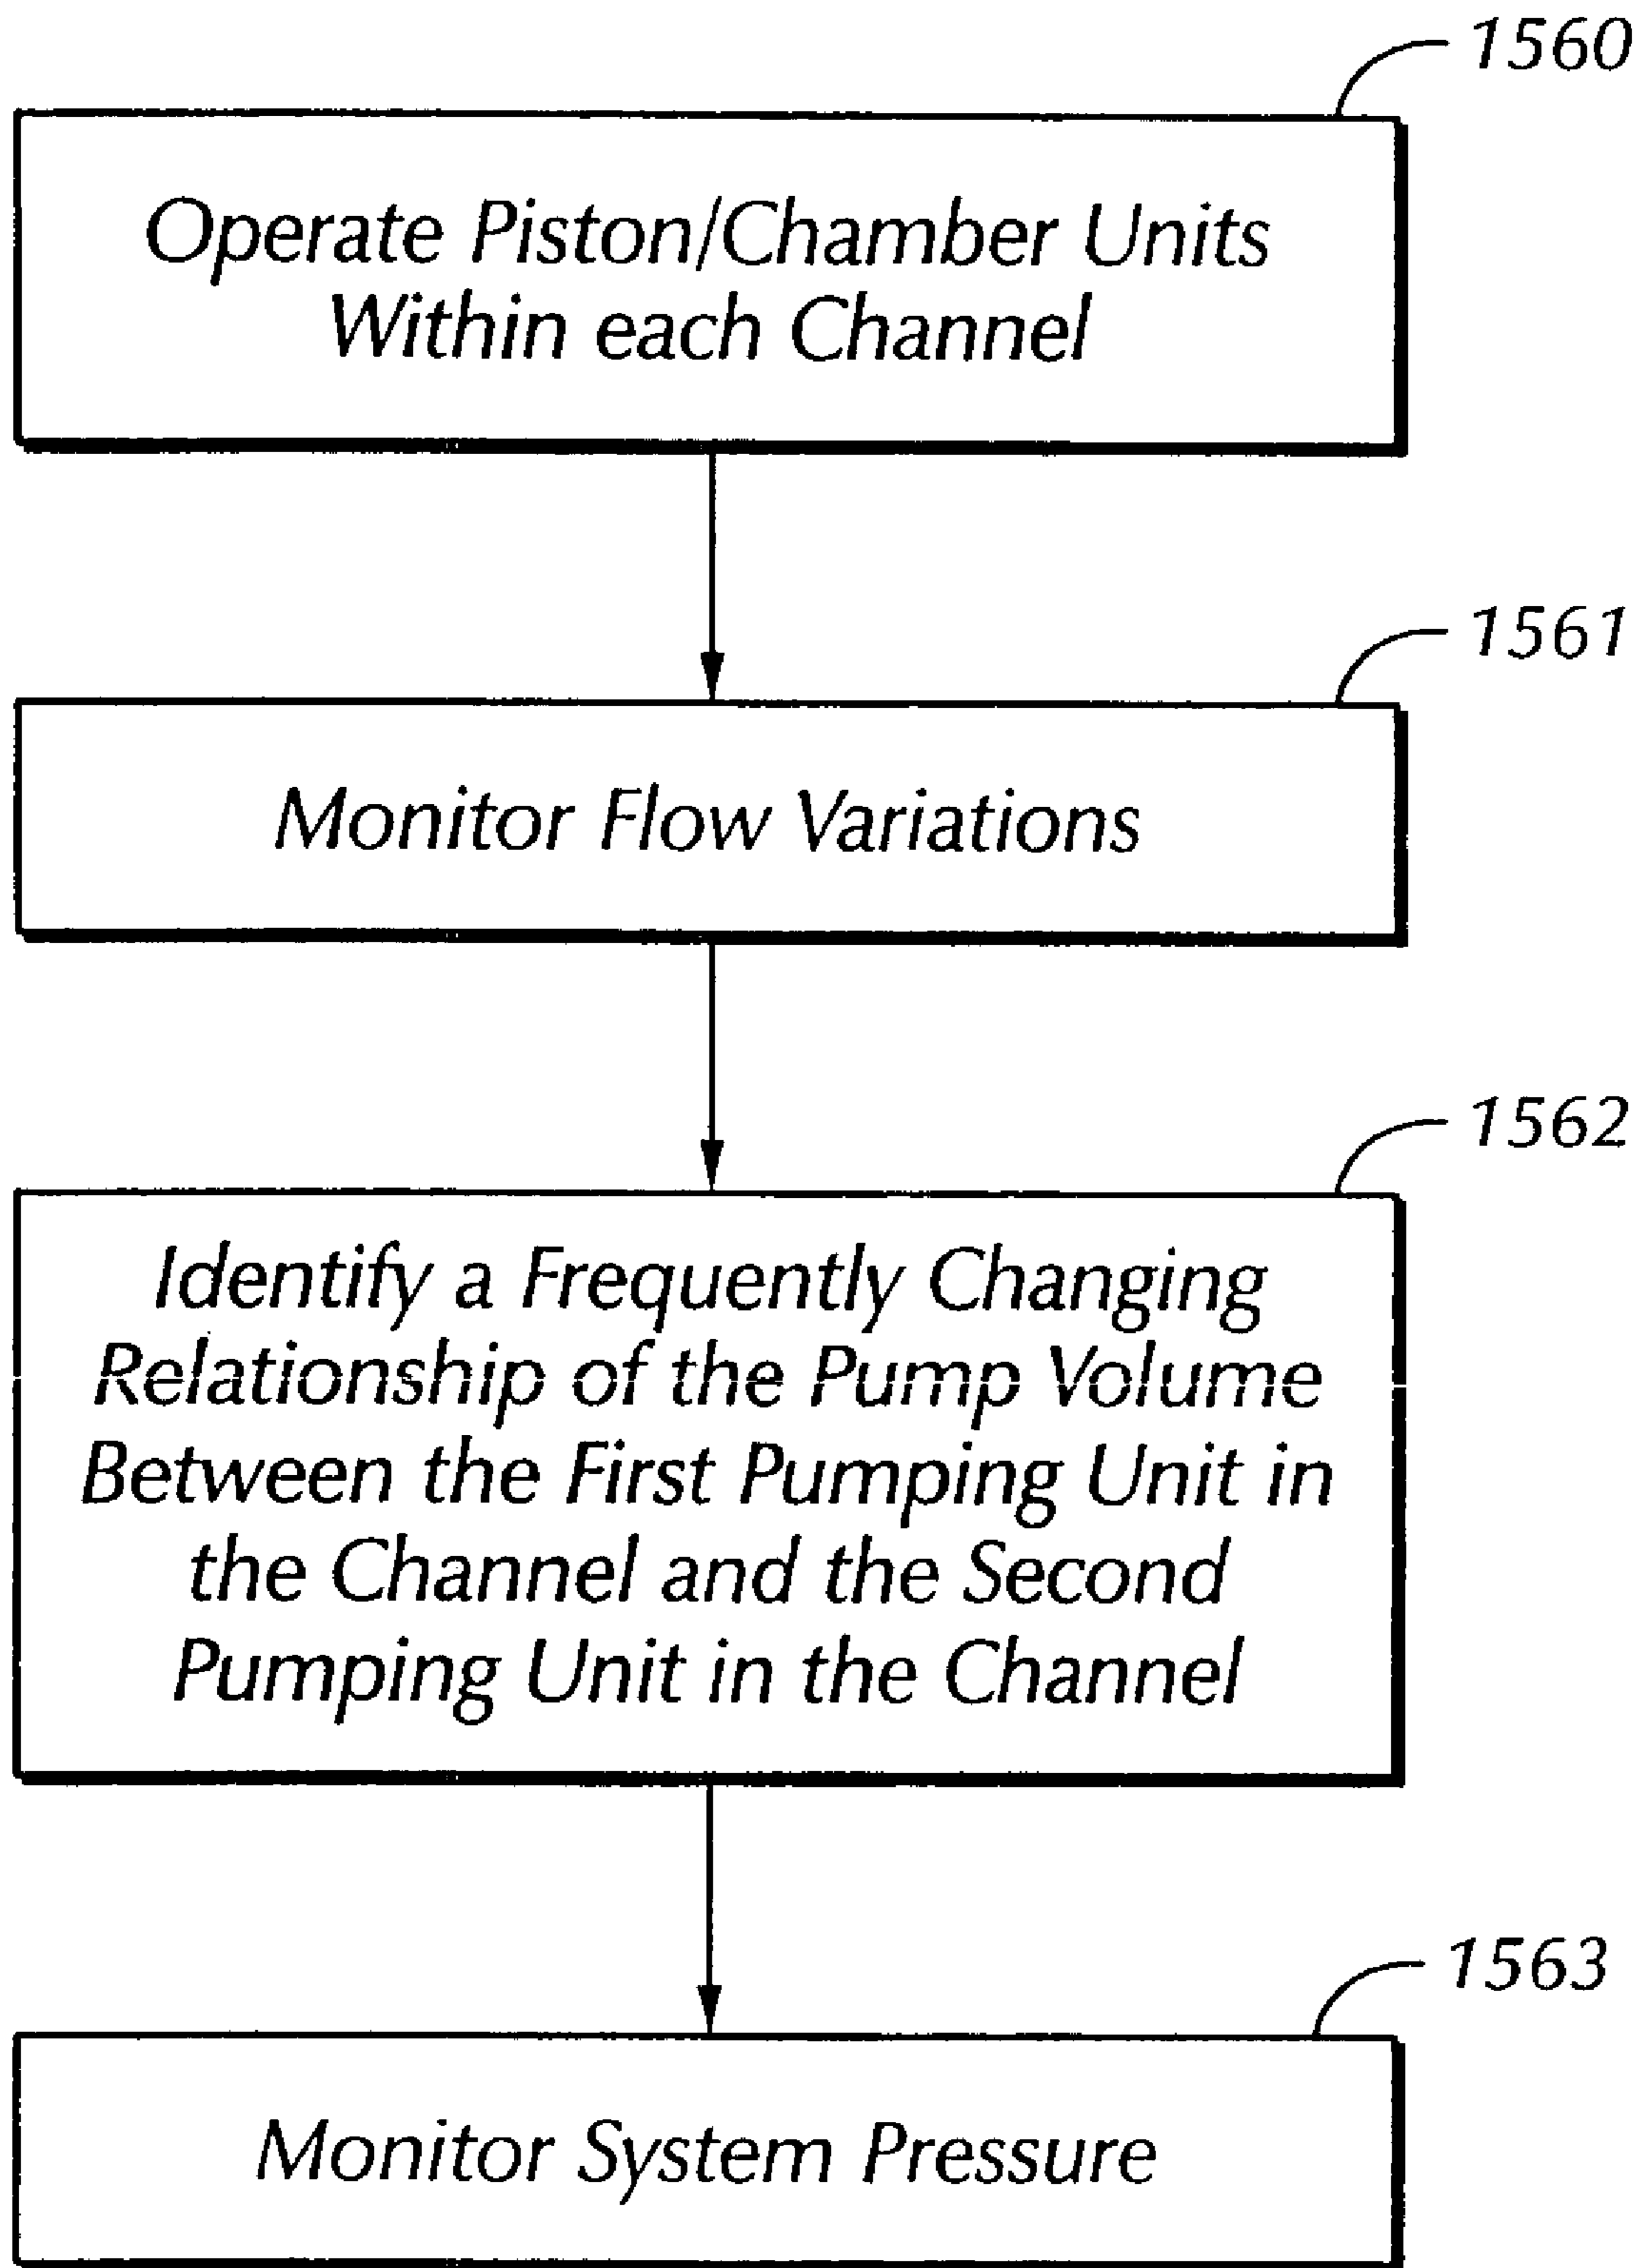 1560
Operate Piston/Chamber Units
Within each Channel
1561
Monitor Flow Variations
1562
Identify a Frequently Changing
Relationship of the Pump Volume
Between the First Pumping Unit in
the Channel and the Second
Pumping Unit in the Channel
1563
Monitor System Pressure